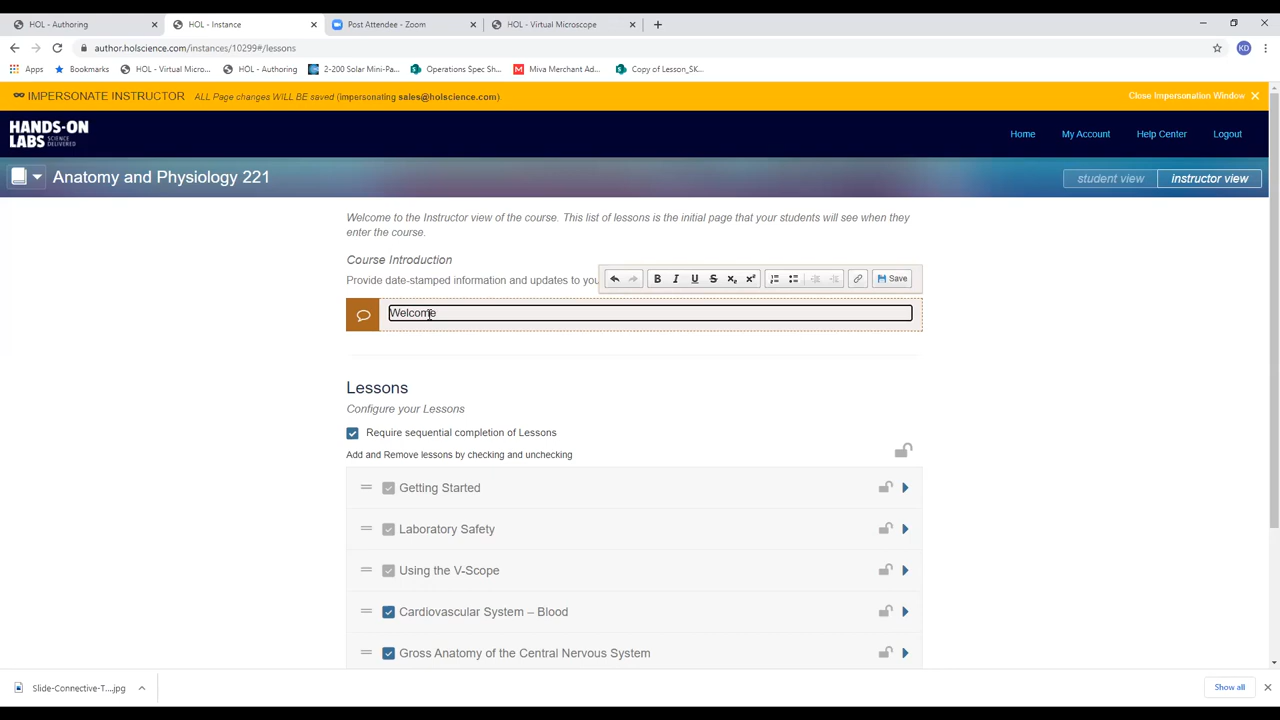 HOL - Authoring
HOL - Instance
Post Attendee - Zoom
HOL - Virtual Microscope
author.holscience.com/instances/10299#/lessons
KD
Apps
Bookmarks
HOL - Virtual Micro...
HOL - Authoring
2-200 Solar Mini-Pa...
Operations Spec Sh...
Miva Merchant Ad...
Copy of Lesson_SK...
IMPERSONATE INSTRUCTOR ALL Page changes WILL BE saved (impersonating sales@holscience.com)
Close Impersonation Window
HANDS-ON
LABS SCIENCE DELIVERED
Home
My Account
Help Center
Logout
Anatomy and Physiology 221
student view
instructor view
Welcome to the Instructor view of the course. This list of lessons is the initial page that your students will see when they
enter the course.
Course Introduction
Provide date-stamped information and updates to you
B I U S x₂ x² Save
Welcome
Lessons
Configure your Lessons
Require sequential completion of Lessons
Add and Remove lessons by checking and unchecking
Getting Started
Laboratory Safety
Using the V-Scope
Cardiovascular System – Blood
Gross Anatomy of the Central Nervous System
Slide-Connective-T....jpg
Show all